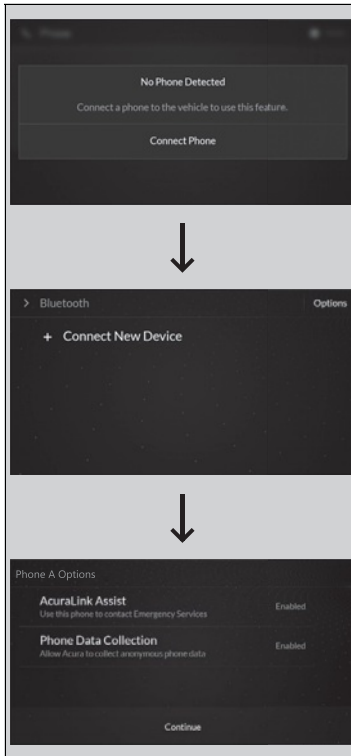 Phone
No Phone Detected
Connect a phone to the vehicle to use this feature.
Connect Phone
Bluetooth
Options
+ Connect New Device
Phone A Options
AcuraLink Assist
Use this phone to contact Emergency Services
Enabled
Phone Data Collection
Allow Acura to collect anonymous phone data
Enabled
Continue